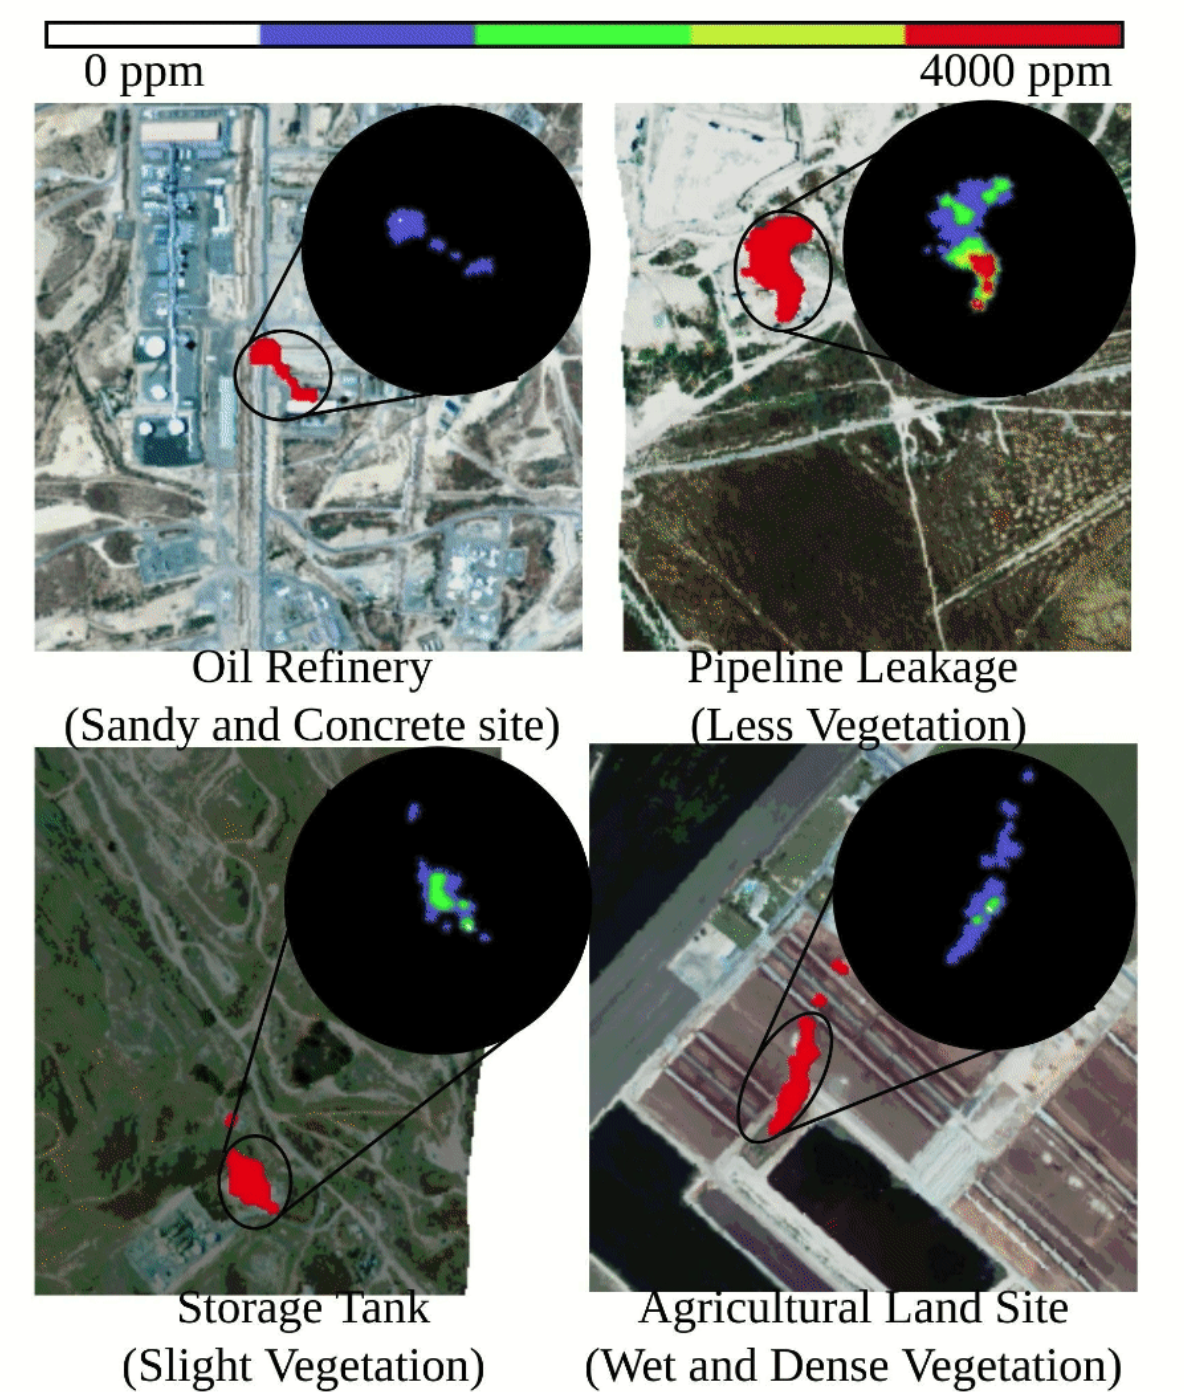 0 ppm 4000 ppm
Oil Refinery
(Sandy and Concrete site)
Pipeline Leakage
(Less Vegetation)
Storage Tank
(Slight Vegetation)
Agricultural Land Site
(Wet and Dense Vegetation)